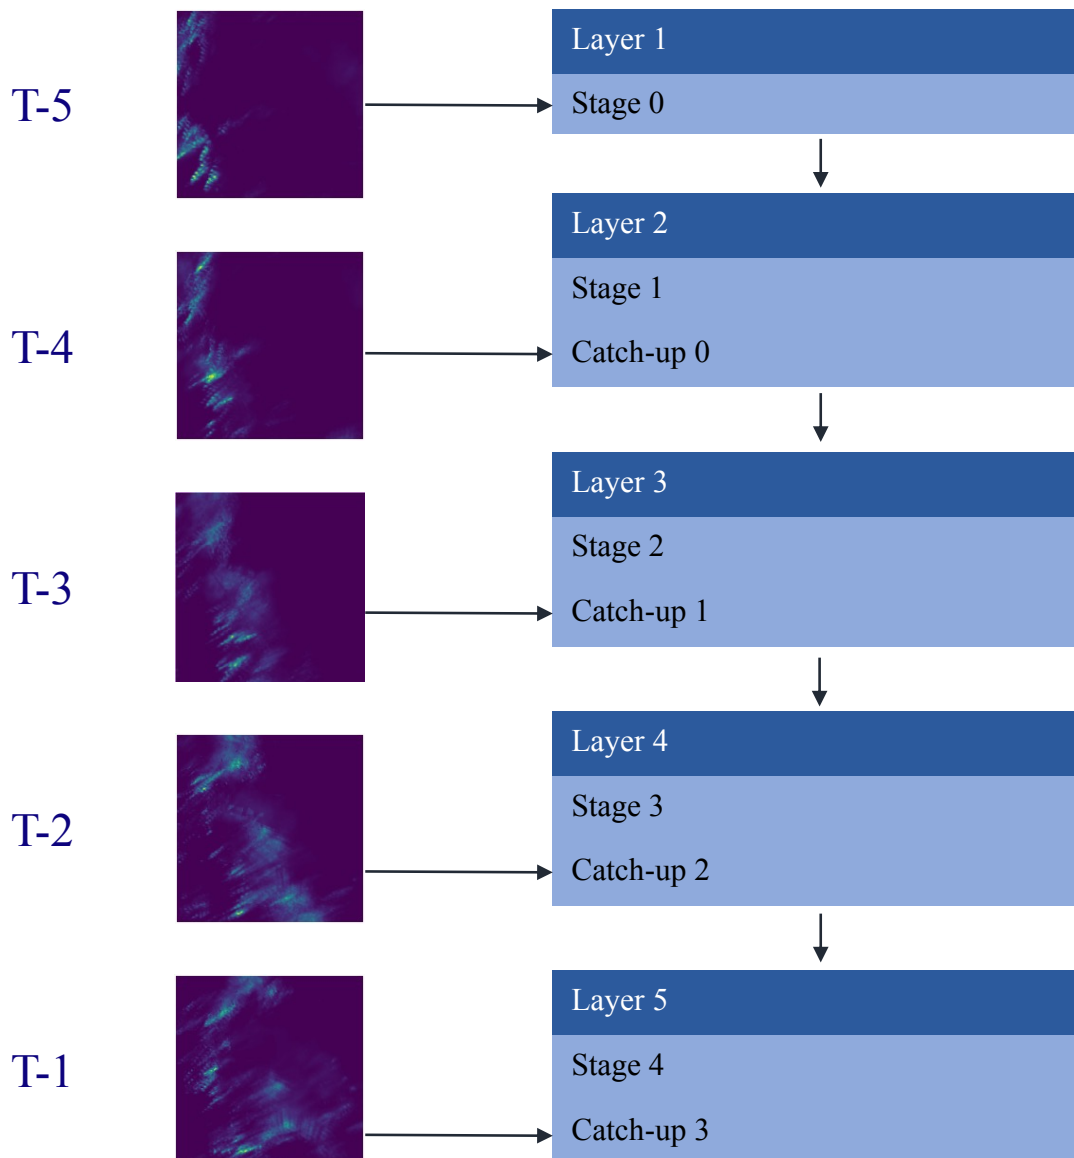 T-5
Layer 1
Stage 0
T-4
Layer 2
Stage 1
Catch-up 0
T-3
Layer 3
Stage 2
Catch-up 1
T-2
Layer 4
Stage 3
Catch-up 2
T-1
Layer 5
Stage 4
Catch-up 3